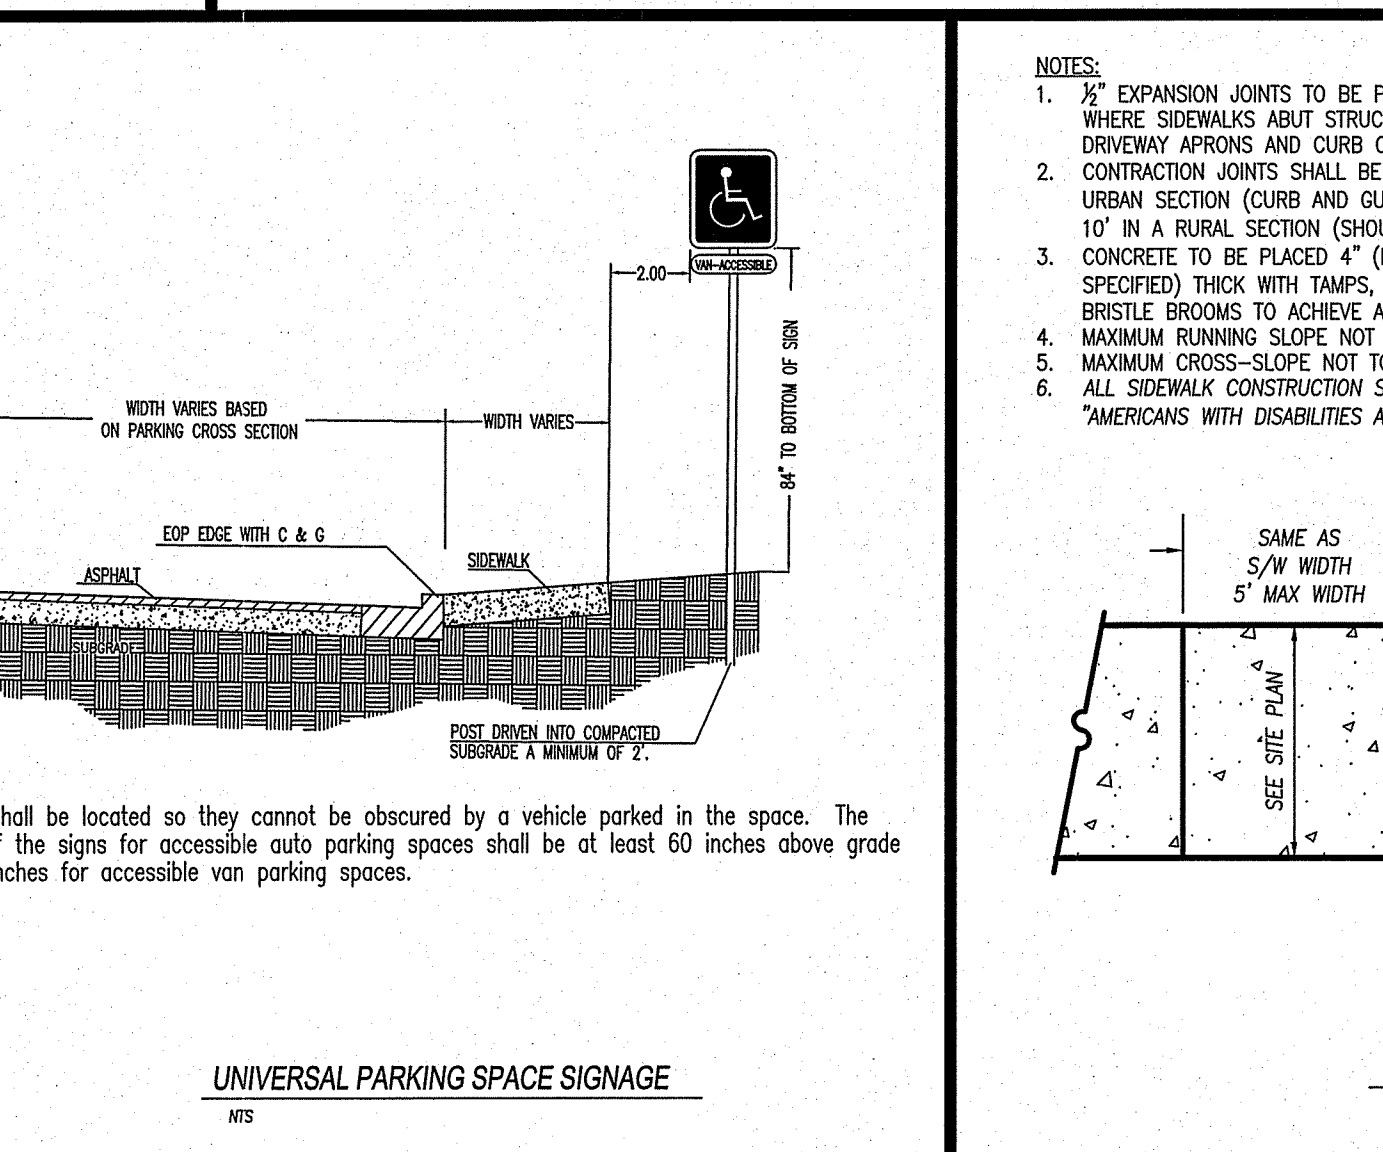 VAN-ACCESSIBLE
2.00
84" TO BOTTOM OF SIGN
WIDTH VARIES BASED
ON PARKING CROSS SECTION
WIDTH VARIES
EOP EDGE WITH C & G
ASPHALT
SIDEWALK
SUBGRADE
POST DRIVEN INTO COMPACTED
SUBGRADE A MINIMUM OF 2'.
hall be located so they cannot be obscured by a vehicle parked in the space. The
f the signs for accessible auto parking spaces shall be at least 60 inches above grade
nches for accessible van parking spaces.
UNIVERSAL PARKING SPACE SIGNAGE
NTS
NOTES:
1. ½" EXPANSION JOINTS TO BE P
WHERE SIDEWALKS ABUT STRUC
DRIVEWAY APRONS AND CURB
2. CONTRACTION JOINTS SHALL BE
URBAN SECTION (CURB AND GU
10' IN A RURAL SECTION (SHOU
3. CONCRETE TO BE PLACED 4" (
SPECIFIED) THICK WITH TAMPS,
BRISTLE BROOMS TO ACHIEVE A
4. MAXIMUM RUNNING SLOPE NOT
5. MAXIMUM CROSS-SLOPE NOT TO
6. ALL SIDEWALK CONSTRUCTION S
"AMERICANS WITH DISABILITIES A
SAME AS
S/W WIDTH
5' MAX WIDTH
SEE SITE PLAN